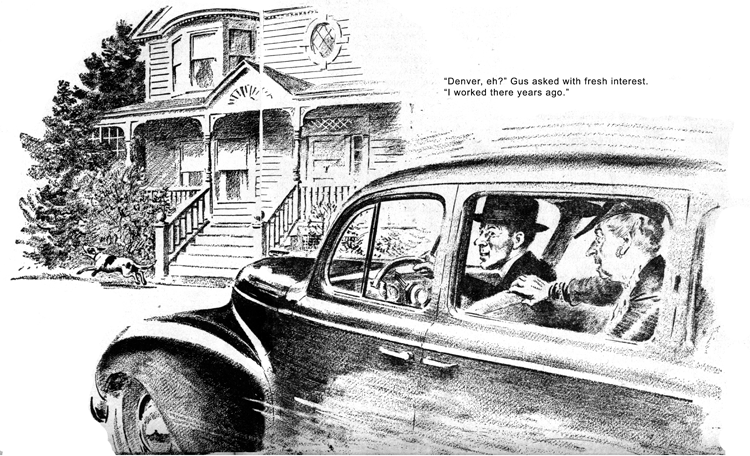 "Denver, eh?" Gus asked with fresh interest.
"I worked there years ago."